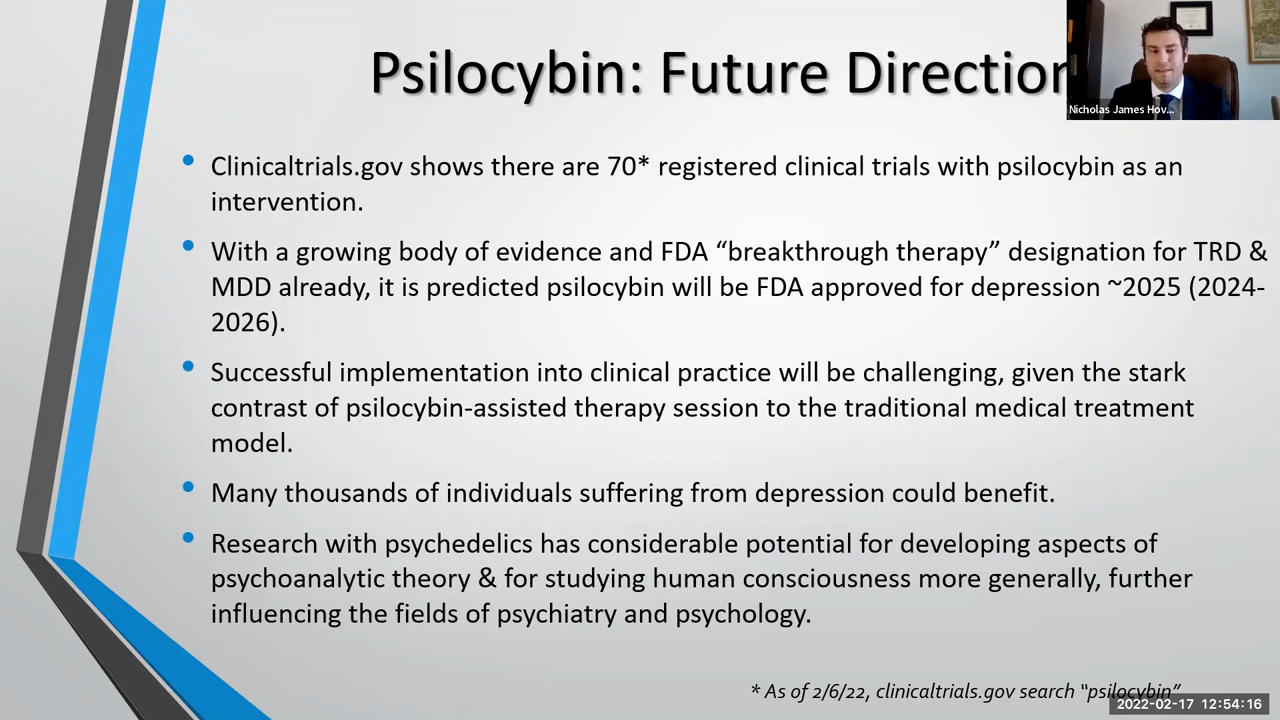 Psilocybin: Future Direction
Nicholas James Hov...
• Clinicaltrials.gov shows there are 70* registered clinical trials with psilocybin as an
intervention.
• With a growing body of evidence and FDA “breakthrough therapy” designation for TRD &
MDD already, it is predicted psilocybin will be FDA approved for depression ~2025 (2024-
2026).
• Successful implementation into clinical practice will be challenging, given the stark
contrast of psilocybin-assisted therapy session to the traditional medical treatment
model.
• Many thousands of individuals suffering from depression could benefit.
• Research with psychedelics has considerable potential for developing aspects of
psychoanalytic theory & for studying human consciousness more generally, further
influencing the fields of psychiatry and psychology.
* As of 2/6/22, clinicaltrials.gov search “psilocybin”
2022-02-17 12:54:16